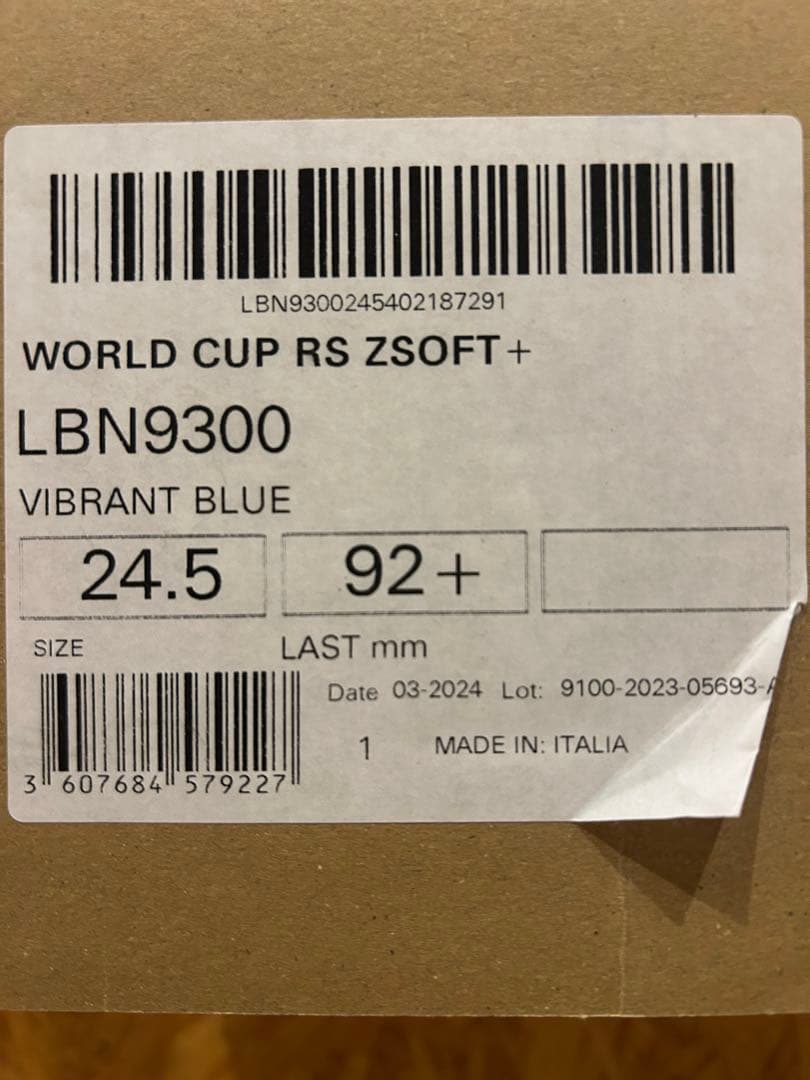 LBN9300245402187291
WORLD CUP RS ZSOFT+
LBN9300
VIBRANT BLUE
24.5 92+
SIZE LAST mm
Date 03-2024 Lot: 9100-2023-05693-A
1 MADE IN: ITALIA
3 607684 579227